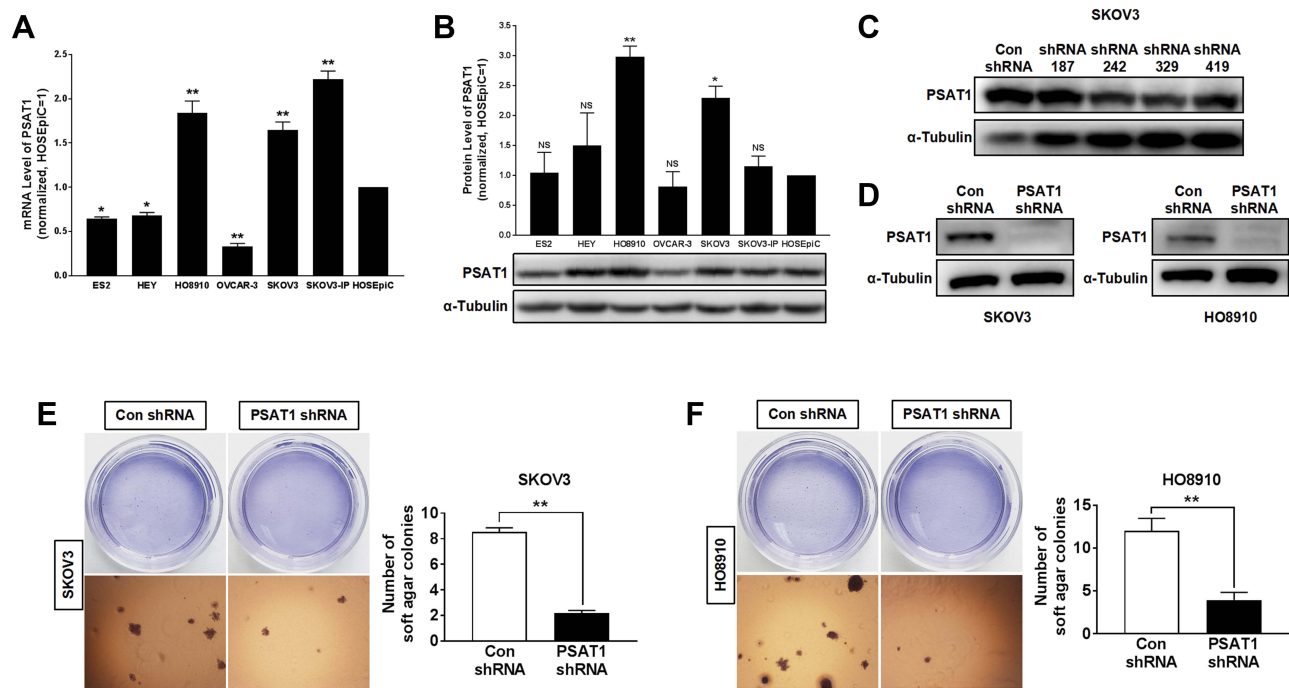 A
mRNA Level of PSAT1
(normalized, HOSEpiC=1)
2.5
2.0
1.5
1.0
0.5
0.0
*
*
**
**
**
**
ES2 HEY HO8910 OVCAR-3 SKOV3 SKOV3-IP HOSEpiC
B
Protein Level of PSAT1
(normalized, HOSEpiC=1)
3.5
3.0
2.5
2.0
1.5
1.0
0.5
0.0
NS
NS
**
NS
*
NS
ES2 HEY HO8910 OVCAR-3 SKOV3 SKOV3-IP HOSEpiC
PSAT1
α-Tubulin
C
SKOV3
Con shRNA shRNA shRNA shRNA
shRNA 187 242 329 419
PSAT1
α-Tubulin
D
Con PSAT1
shRNA shRNA
PSAT1
α-Tubulin
SKOV3
Con PSAT1
shRNA shRNA
PSAT1
α-Tubulin
HO8910
E
Con shRNA
PSAT1 shRNA
SKOV3
SKOV3
Number of
soft agar colonies
10
8
6
4
2
0
**
Con PSAT1
shRNA shRNA
F
Con shRNA
PSAT1 shRNA
HO8910
HO8910
Number of
soft agar colonies
15
10
5
0
**
Con PSAT1
shRNA shRNA